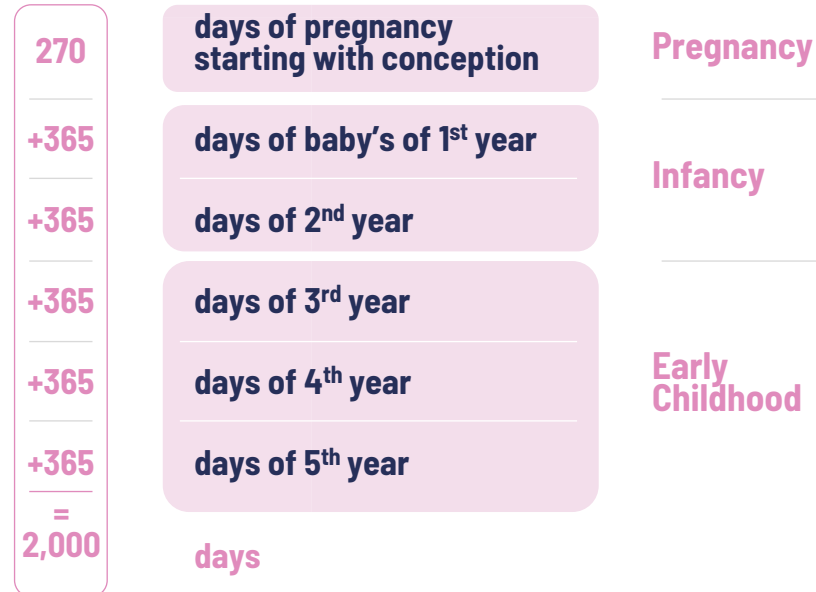 270
days of pregnancy
starting with conception
Pregnancy
+365
days of baby’s of 1st year
Infancy
+365
days of 2nd year
+365
days of 3rd year
+365
days of 4th year
Early
Childhood
+365
days of 5th year
=
2,000
days